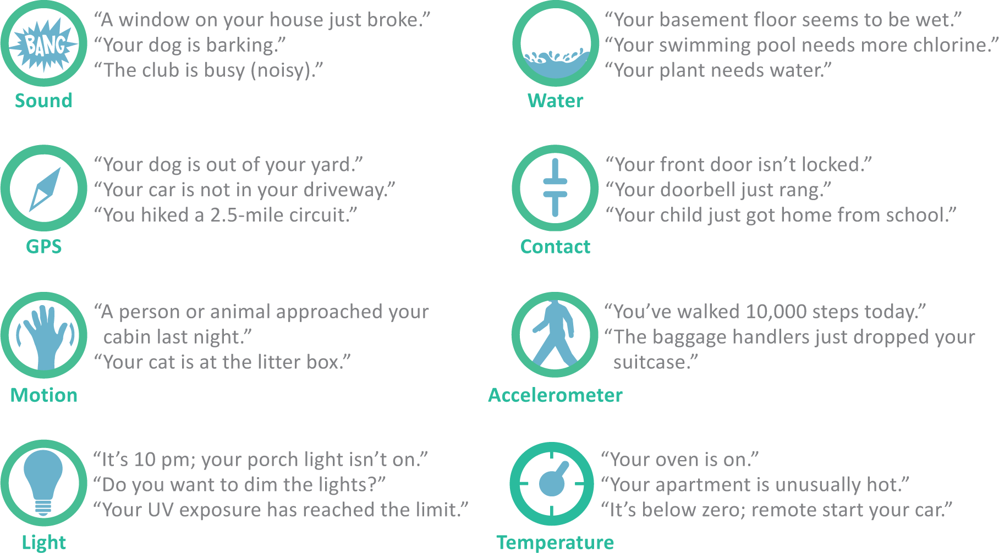 BANG
“A window on your house just broke.”
“Your dog is barking.”
“The club is busy (noisy).”
Sound
“Your basement floor seems to be wet.”
“Your swimming pool needs more chlorine.”
“Your plant needs water.”
Water
“Your dog is out of your yard.”
“Your car is not in your driveway.”
“You hiked a 2.5-mile circuit.”
GPS
“Your front door isn’t locked.”
“Your doorbell just rang.”
“Your child just got home from school.”
Contact
“A person or animal approached your
cabin last night.”
“Your cat is at the litter box.”
Motion
“You’ve walked 10,000 steps today.”
“The baggage handlers just dropped your
suitcase.”
Accelerometer
“It’s 10 pm; your porch light isn’t on.”
“Do you want to dim the lights?”
“Your UV exposure has reached the limit.”
Light
“Your oven is on.”
“Your apartment is unusually hot.”
“It’s below zero; remote start your car.”
Temperature